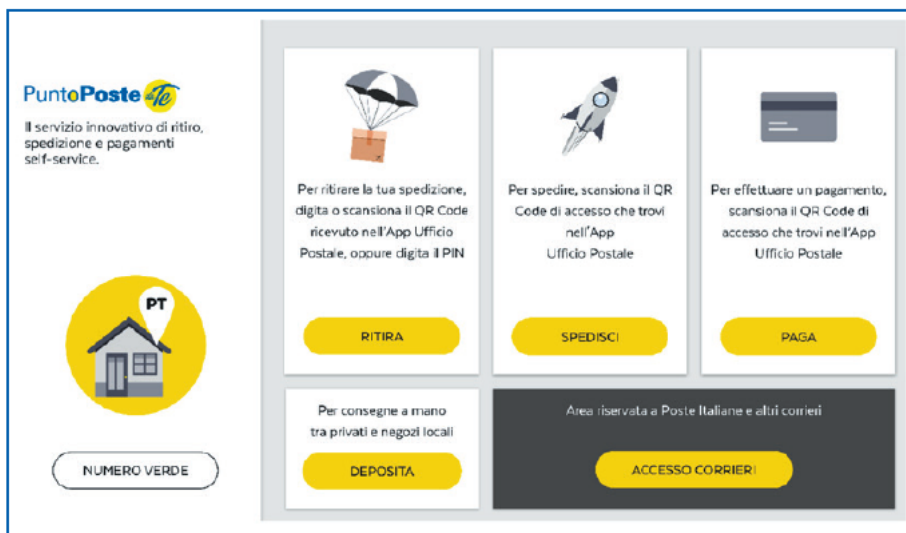 PuntoPoste da Te
Il servizio innovativo di ritiro,
spedizione e pagamenti
self-service.
PT
NUMERO VERDE
Per ritirare la tua spedizione,
digita o scansiona il QR Code
ricevuto nell'App Ufficio
Postale, oppure digita il PIN
RITIRA
Per spedire, scansiona il QR
Code di accesso che trovi
nell'App
Ufficio Postale
SPEDISCI
Per effettuare un pagamento,
scansiona il QR Code di
accesso che trovi nell'App
Ufficio Postale
PAGA
Per consegne a mano
tra privati e negozi locali
DEPOSITA
Area riservata a Poste Italiane e altri corrieri
ACCESSO CORRIERI